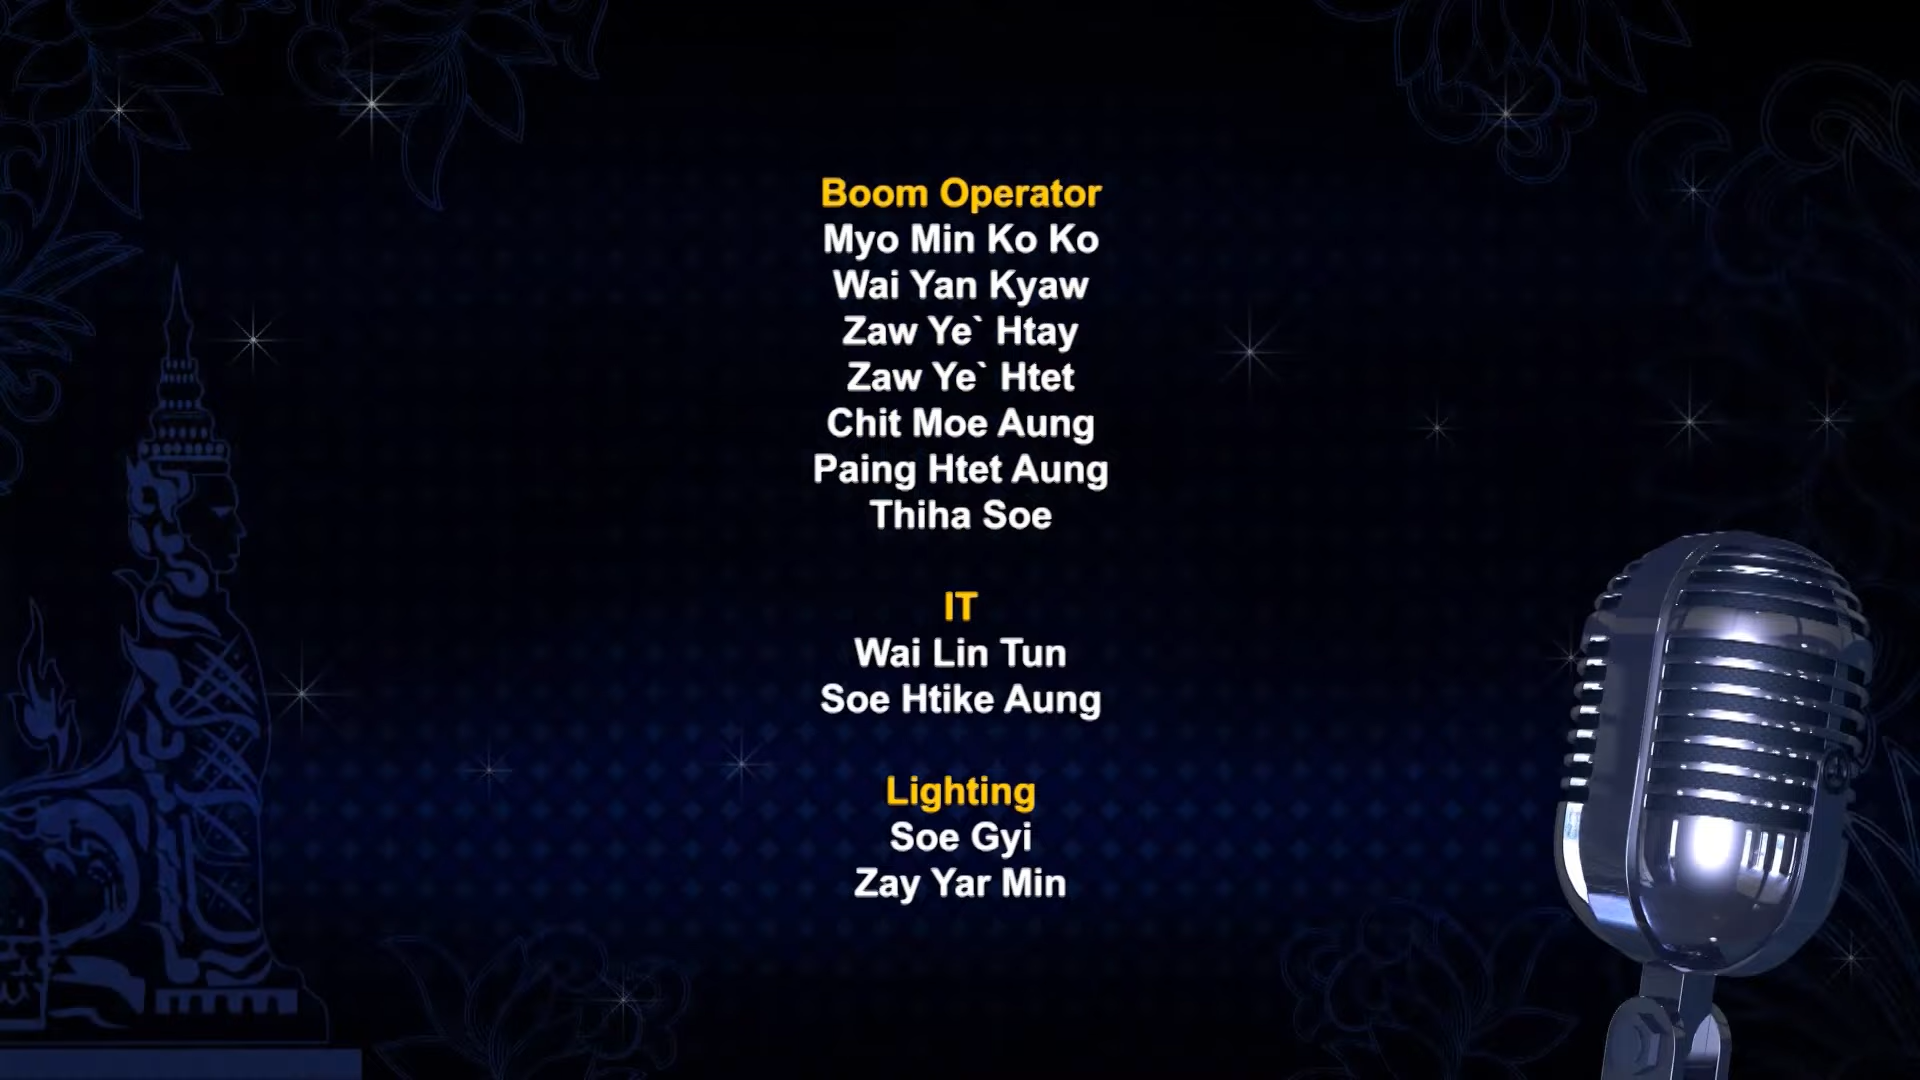 Boom Operator
Myo Min Ko Ko
Wai Yan Kyaw
Zaw Ye` Htay
Zaw Ye` Htet
Chit Moe Aung
Paing Htet Aung
Thiha Soe
IT
Wai Lin Tun
Soe Htike Aung
Lighting
Soe Gyi
Zay Yar Min